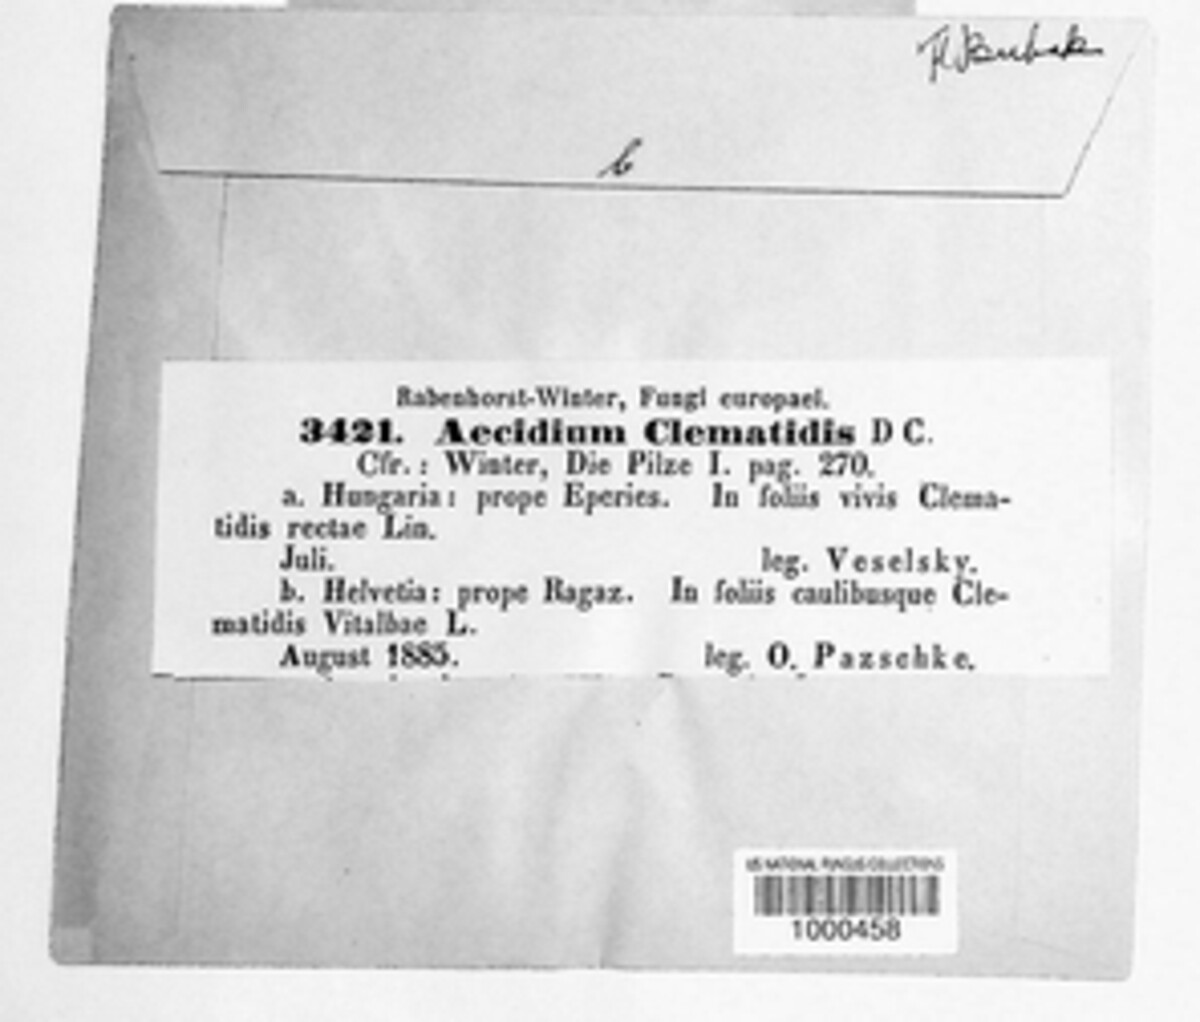 b
Rabenhorst-Winter, Fungi europaei.
3421. Aecidium Clematidis D C.
Cfr.: Winter, Die Pilze I. pag. 270.
a. Hungaria: prope Eperies. In foliis vivis Clema-
tidis rectae Lin.
Juli. leg. Veselsky.
b. Helvetia: prope Ragaz. In foliis caulibusque Cle-
matidis Vitalbae L.
August 1885. leg. O. Pazschke.
US NATIONAL FUNGUS COLLECTIONS
1000458